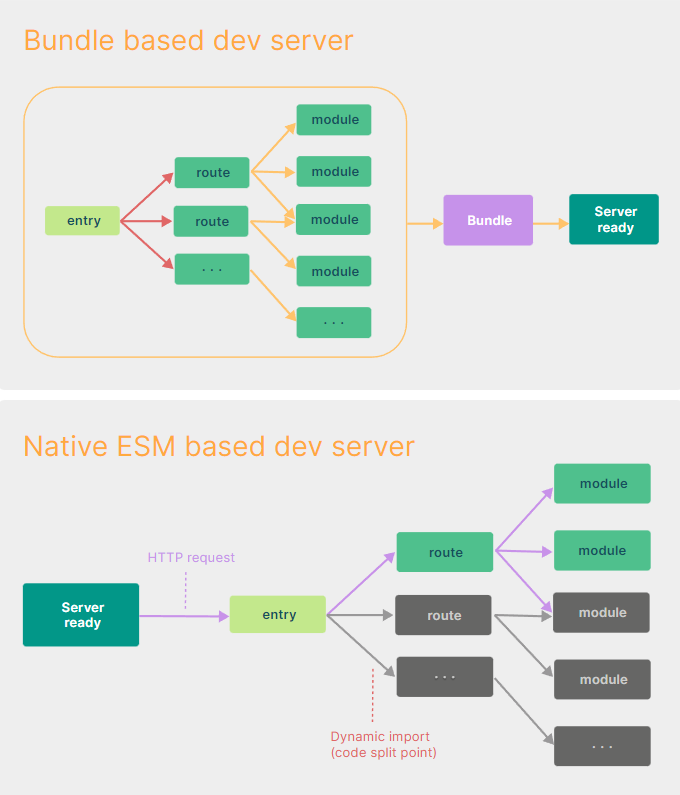 Bundle based dev server
entry
route
route
· · ·
module
module
module
module
· · ·
Bundle
Server
ready
Native ESM based dev server
Server
ready
HTTP request
entry
route
route
· · ·
Dynamic import
(code split point)
module
module
module
module
· · ·